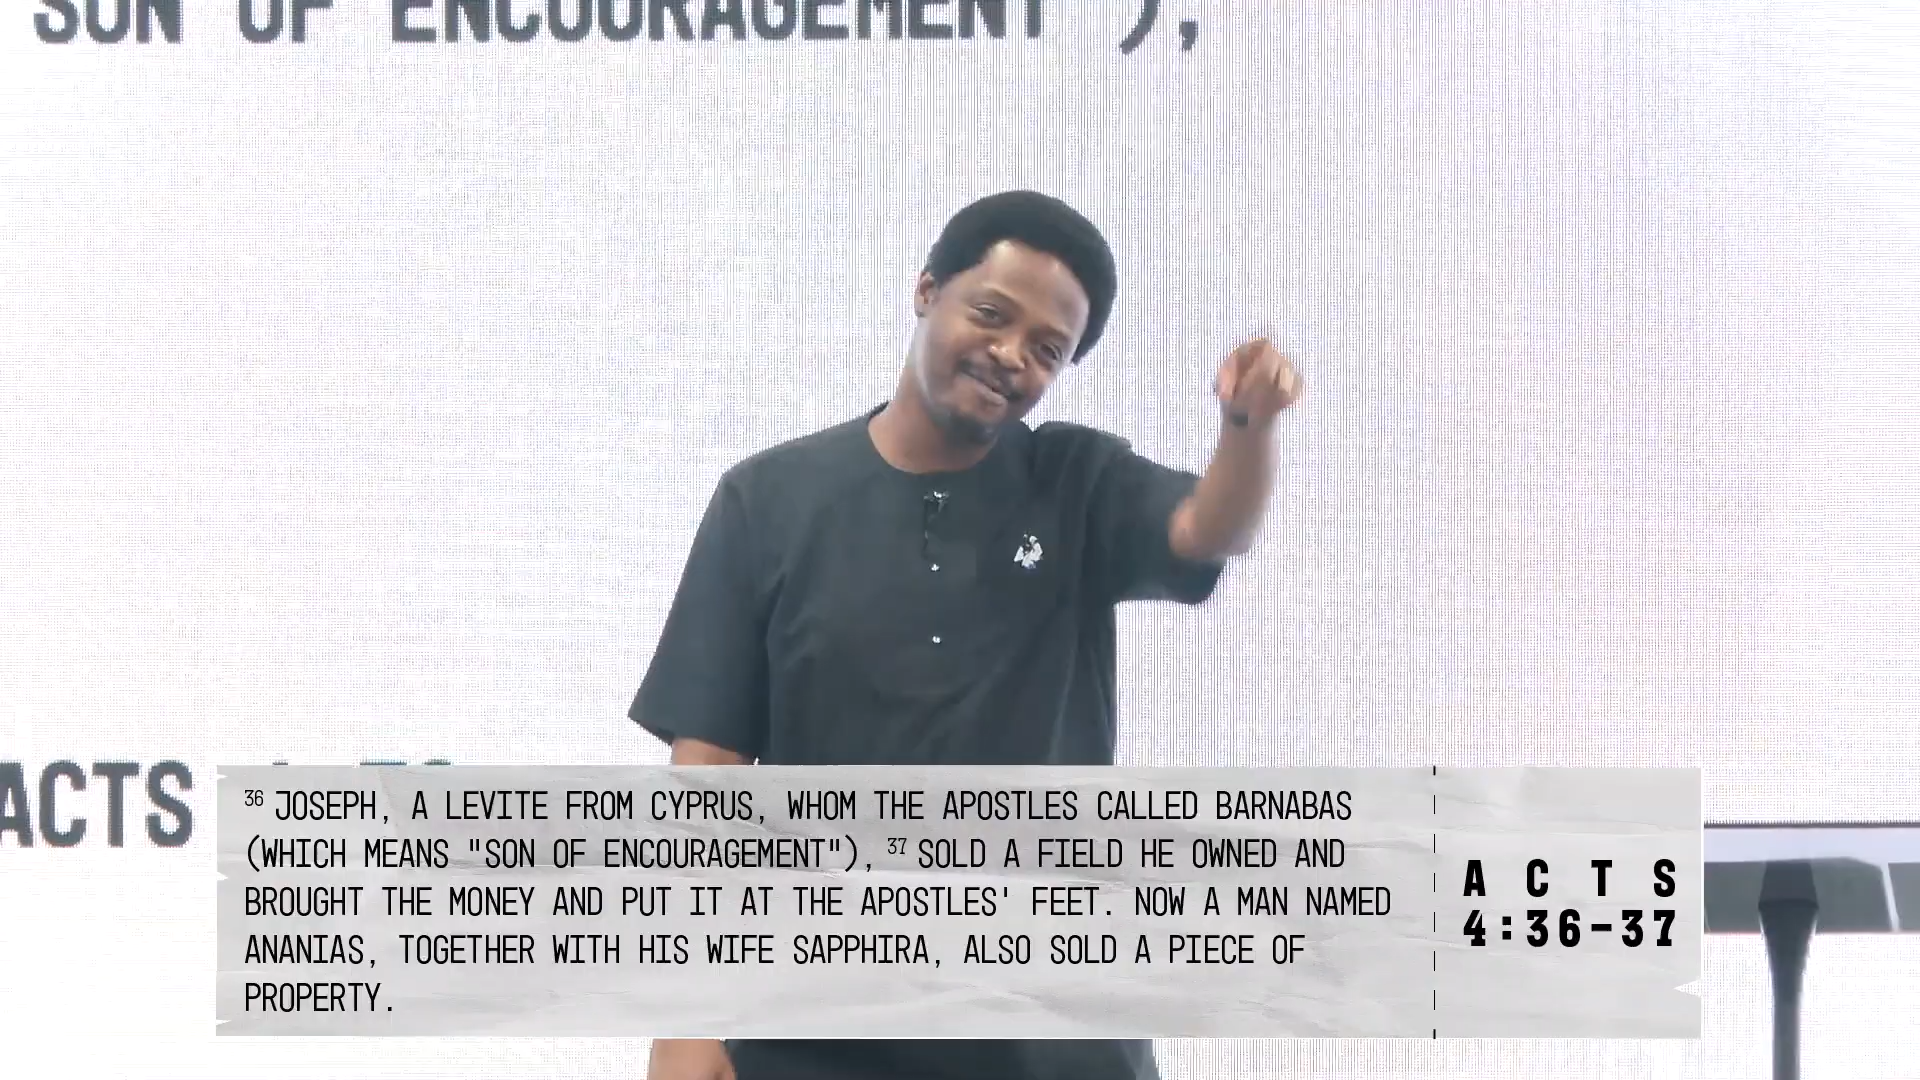 SON OF ENCOURAGEMENT"),
ACTS
36 JOSEPH, A LEVITE FROM CYPRUS, WHOM THE APOSTLES CALLED BARNABAS
(WHICH MEANS "SON OF ENCOURAGEMENT"), 37 SOLD A FIELD HE OWNED AND
BROUGHT THE MONEY AND PUT IT AT THE APOSTLES' FEET. NOW A MAN NAMED
ANANIAS, TOGETHER WITH HIS WIFE SAPPHIRA, ALSO SOLD A PIECE OF
PROPERTY.
ACTS
4:36-37